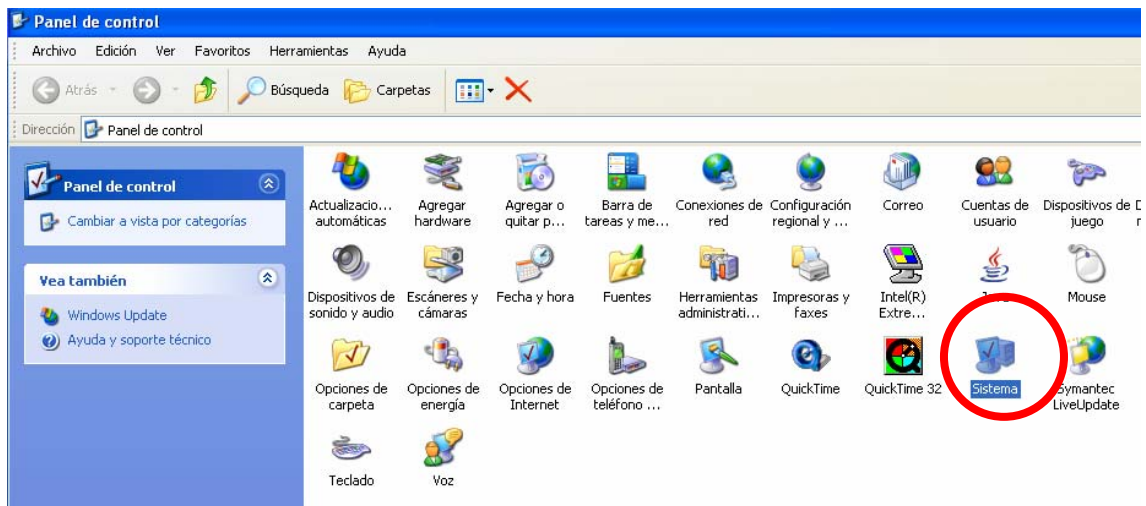 Panel de control
Archivo Edición Ver Favoritos Herramientas Ayuda
Atrás Búsqueda Carpetas
Dirección Panel de control
Panel de control
Cambiar a vista por categorías
Vea también
Windows Update
Ayuda y soporte técnico
Actualizacio...
automáticas
Agregar
hardware
Agregar o
quitar p...
Barra de
tareas y me...
Conexiones de
red
Configuración
regional y ...
Correo
Cuentas de
usuario
Dispositivos de
juego
Dispositivos de
sonido y audio
Escáneres y
cámaras
Fecha y hora
Fuentes
Herramientas
administrati...
Impresoras y
faxes
Intel(R)
Extre...
Mouse
Opciones de
carpeta
Opciones de
energía
Opciones de
Internet
Opciones de
teléfono ...
Pantalla
QuickTime
QuickTime 32
Sistema
Symantec
LiveUpdate
Teclado
Voz